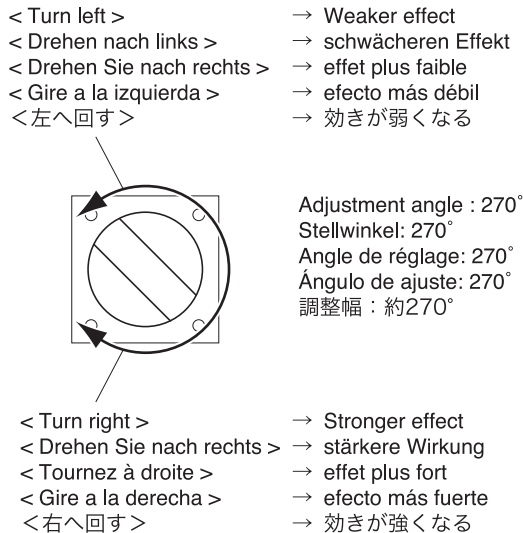 < Turn left > → Weaker effect
< Drehen nach links > → schwächeren Effekt
< Drehen Sie nach rechts > → effet plus faible
< Gire a la izquierda > → efecto más débil
＜左へ回す＞ → 効きが弱くなる
Adjustment angle : 270°
Stellwinkel: 270°
Angle de réglage: 270°
Ángulo de ajuste: 270°
調整幅：約270°
< Turn right > → Stronger effect
< Drehen Sie nach rechts > → stärkere Wirkung
< Tournez à droite > → effet plus fort
< Gire a la derecha > → efecto más fuerte
＜右へ回す＞ → 効きが強くなる